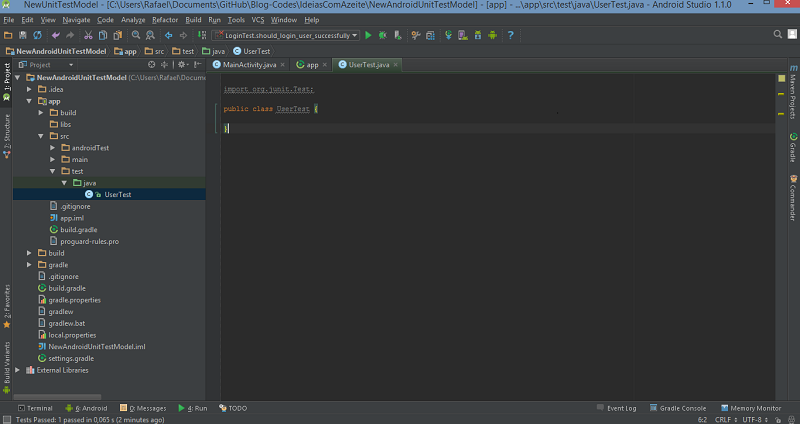 NewUnitTestModel - [C:\Users\Rafael\Documents\GitHub\Blog-Codes\IdeiasComAzeite\NewAndroidUnitTestModel] - [app] - ...\app\src\test\java\UserTest.java - Android Studio 1.1.0
File Edit View Navigate Code Analyze Refactor Build Run Tools VCS Window Help
LoginTest.should_login_user_successfully
NewAndroidUnitTestModel app src test java UserTest
Project
MainActivity.java app UserTest.java
1: Project
Z: Structure
2: Favorites
Build Variants
NewAndroidUnitTestModel (C:\Users\Rafael\Docume
.idea
app
build
libs
src
androidTest
main
test
java
UserTest
.gitignore
app.iml
build.gradle
proguard-rules.pro
build
gradle
.gitignore
build.gradle
gradle.properties
gradlew
gradlew.bat
local.properties
NewAndroidUnitTestModel.iml
settings.gradle
External Libraries
import org.junit.Test;
public class UserTest {
}
Maven Projects
Gradle
Commander
Terminal 6: Android 0: Messages 4: Run TODO Event Log Gradle Console Memory Monitor
Tests Passed: 1 passed in 0,065 s (2 minutes ago) 6:2 CRLF UTF-8